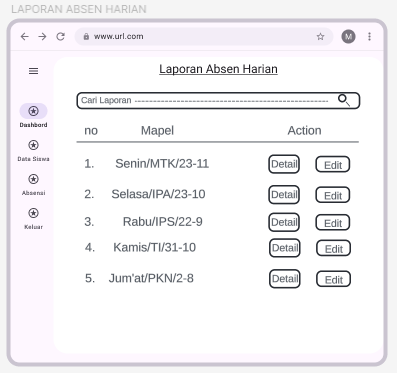 LAPORAN ABSEN HARIAN
www.url.com
M
Laporan Absen Harian
Cari Laporan
no Mapel Action
Dashbord
Data Siswa
Absensi
Keluar
1. Senin/MTK/23-11 Detail Edit
2. Selasa/IPA/23-10 Detail Edit
3. Rabu/IPS/22-9 Detail Edit
4. Kamis/TI/31-10 Detail Edit
5. Jum'at/PKN/2-8 Detail Edit